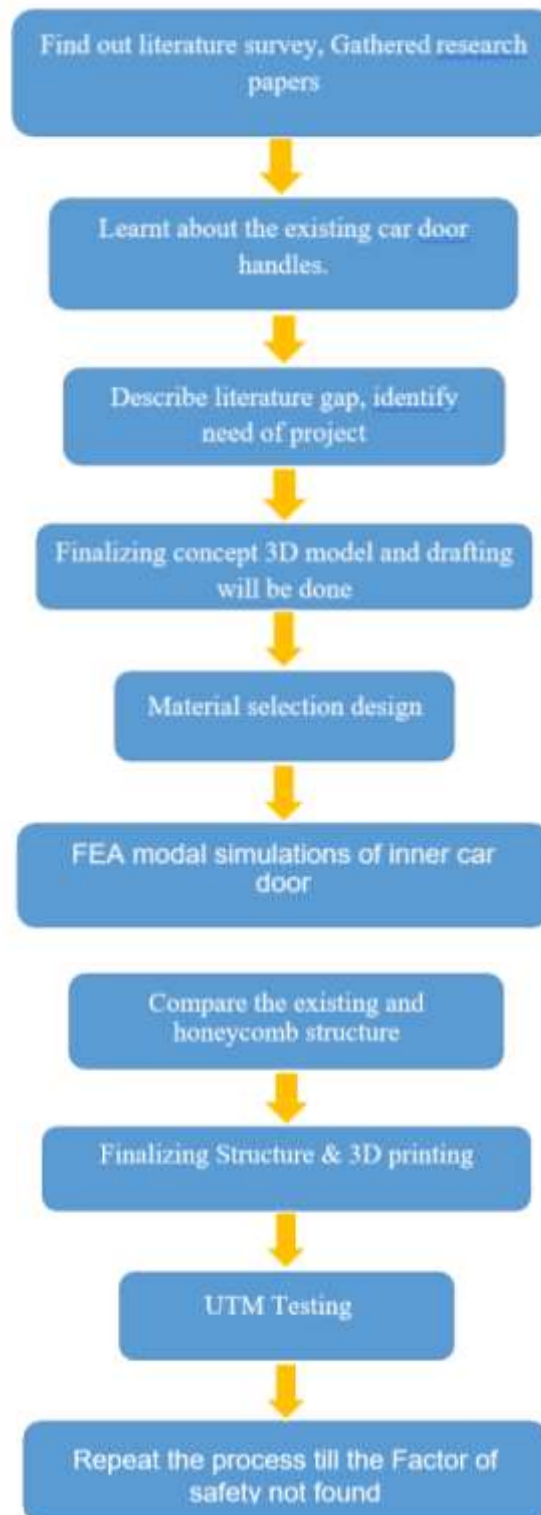 Find out literature survey, Gathered research
papers
Learnt about the existing car door
handles.
Describe literature gap, identify
need of project
Finalizing concept 3D model and drafting
will be done
Material selection design
FEA modal simulations of inner car
door
Compare the existing and
honeycomb structure
Finalizing Structure & 3D printing
UTM Testing
Repeat the process till the Factor of
safety not found